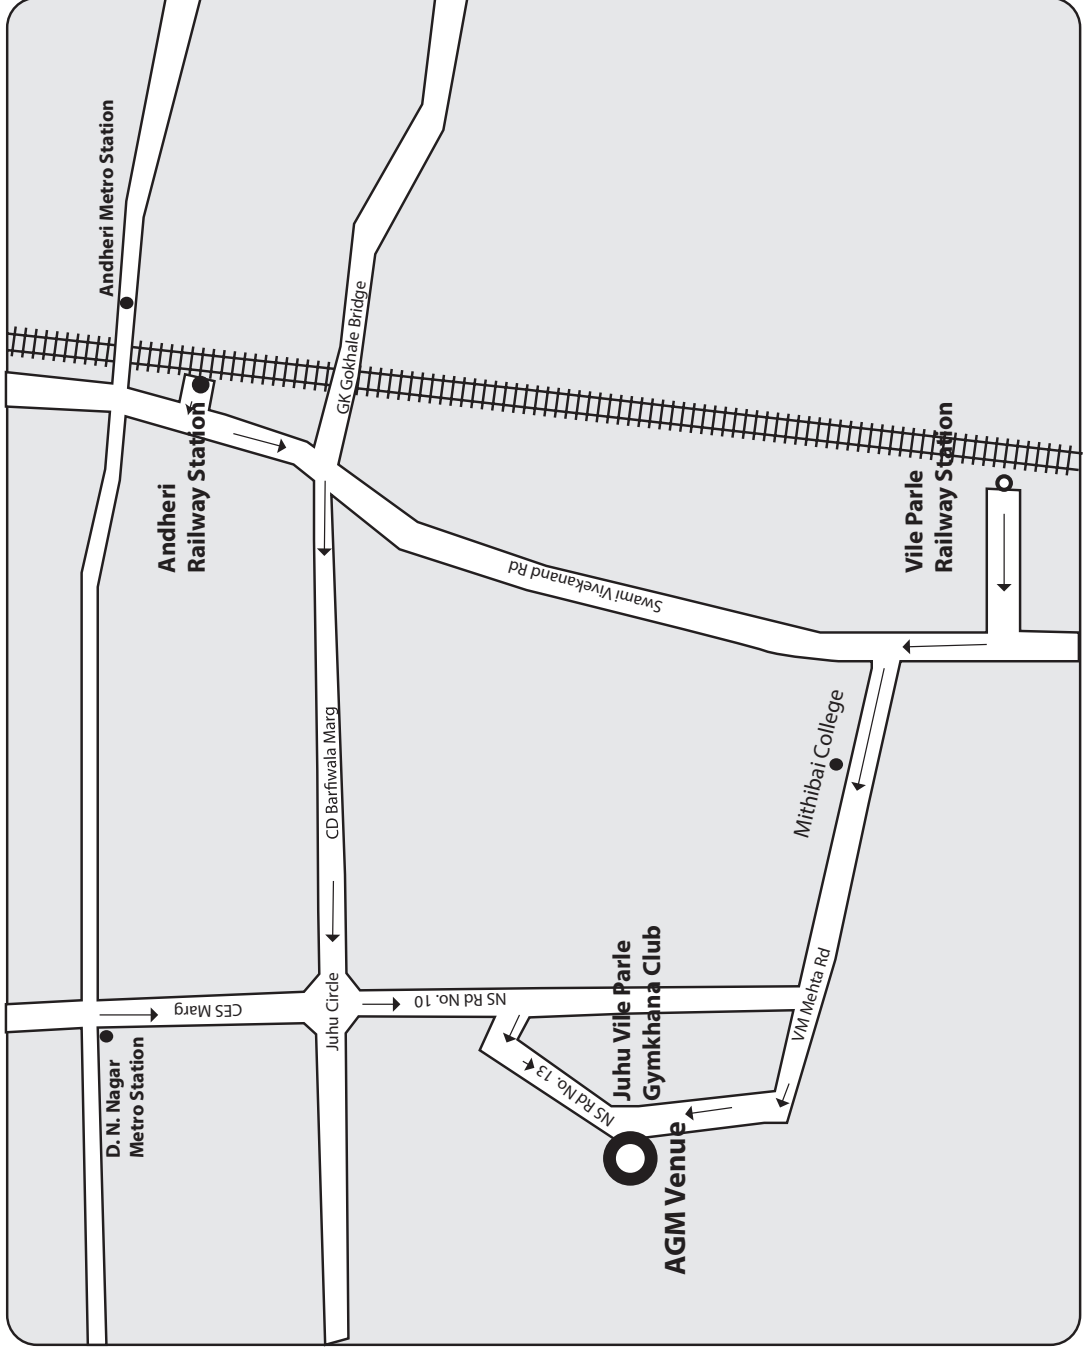 Andheri Metro Station
GK Gokhale Bridge
Andheri
Railway Station
Vile Parle
Railway Station
Swami Vivekanand Rd
CD Barfiwala Marg
Mithibai College
CES Marg
Juhu Circle
NS Rd No. 10
VM Mehta Rd
D. N. Nagar
Metro Station
NS Rd No. 13
Juhu Vile Parle
Gymkhana Club
AGM Venue